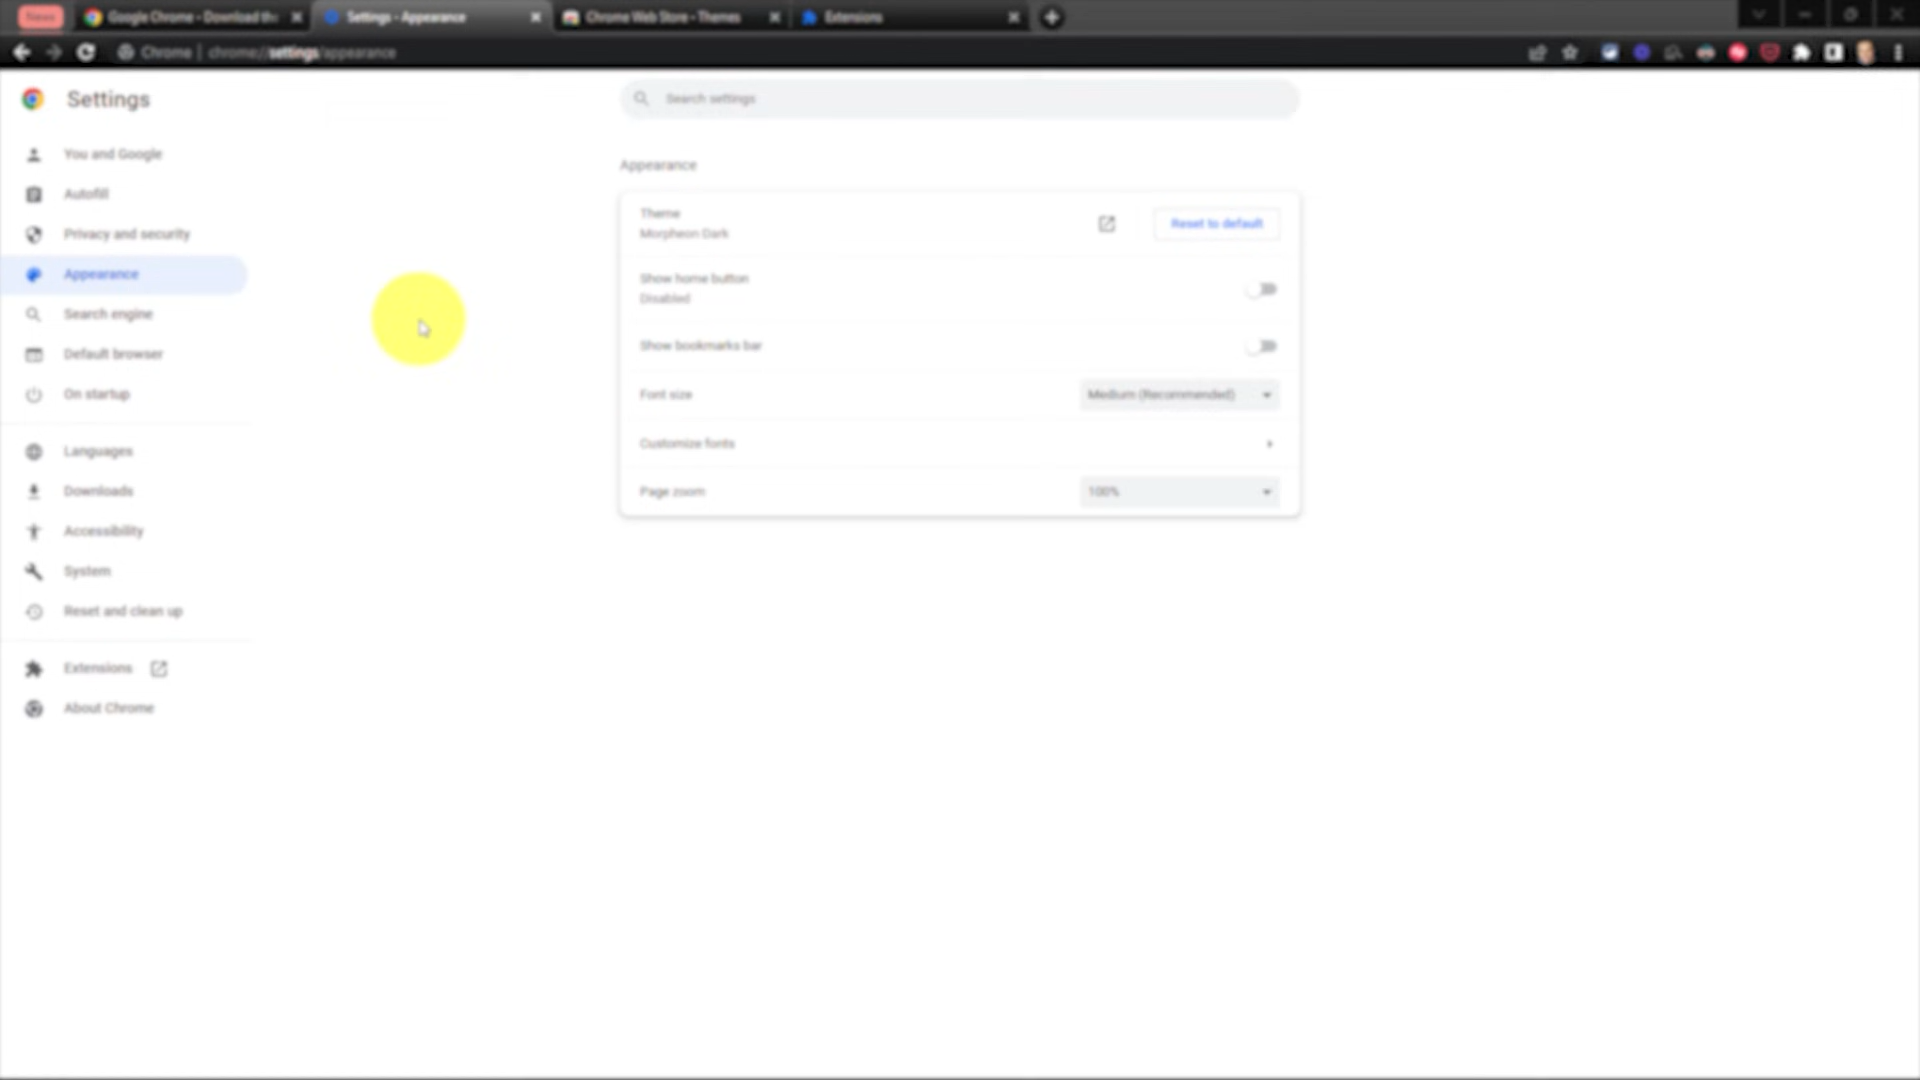 News
Google Chrome - Download the
Settings - Appearance
Chrome Web Store - Themes
Extensions
Chrome | chrome://settings/appearance
Settings
Search settings
You and Google
Autofill
Privacy and security
Appearance
Search engine
Default browser
On startup
Languages
Downloads
Accessibility
System
Reset and clean up
Extensions
About Chrome
Appearance
Theme
Morpheon Dark
Reset to default
Show home button
Disabled
Show bookmarks bar
Font size
Medium (Recommended)
Customize fonts
Page zoom
100%